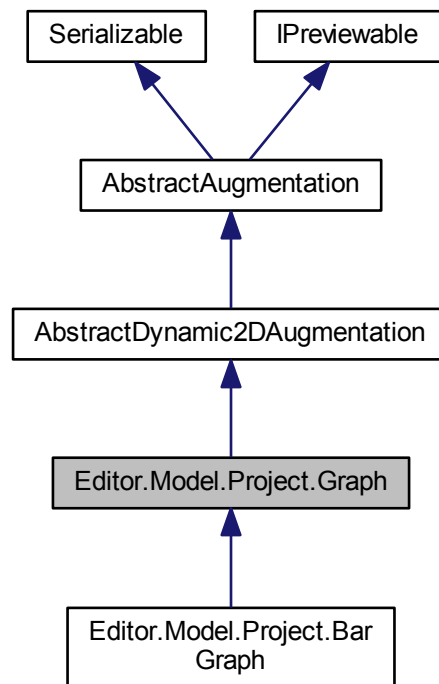 Serializable
IPreviewable
AbstractAugmentation
AbstractDynamic2DAugmentation
Editor.Model.Project.Graph
Editor.Model.Project.Bar
Graph